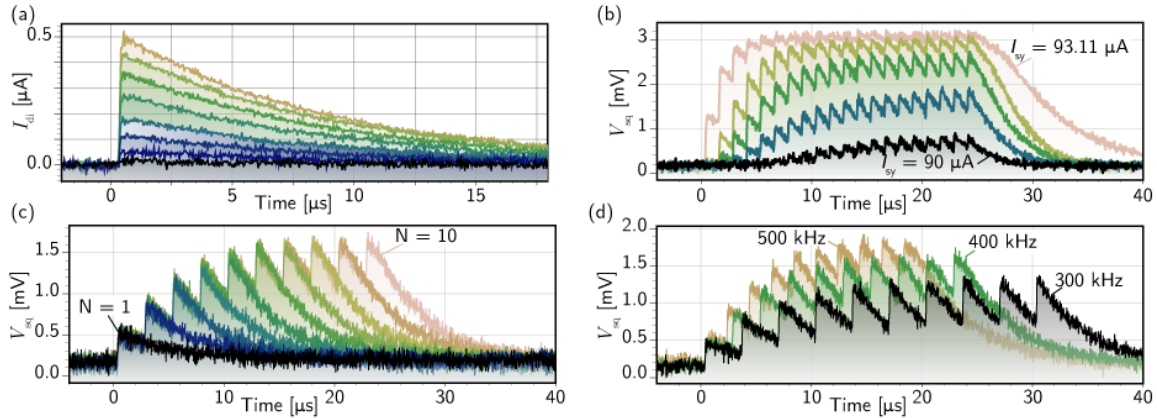 (a)
I_di [μA]
0.5
0.0
0
5
10
15
Time [μs]
(b)
V_sq [mV]
3
2
1
0
I_sy = 93.11 μA
I_sy = 90 μA
0
10
20
30
40
Time [μs]
(c)
V_sq [mV]
1.5
1.0
0.5
0.0
N = 10
N = 1
0
10
20
30
40
Time [μs]
(d)
V_sq [mV]
2.0
1.5
1.0
0.5
0.0
500 kHz
400 kHz
300 kHz
0
10
20
30
40
Time [μs]